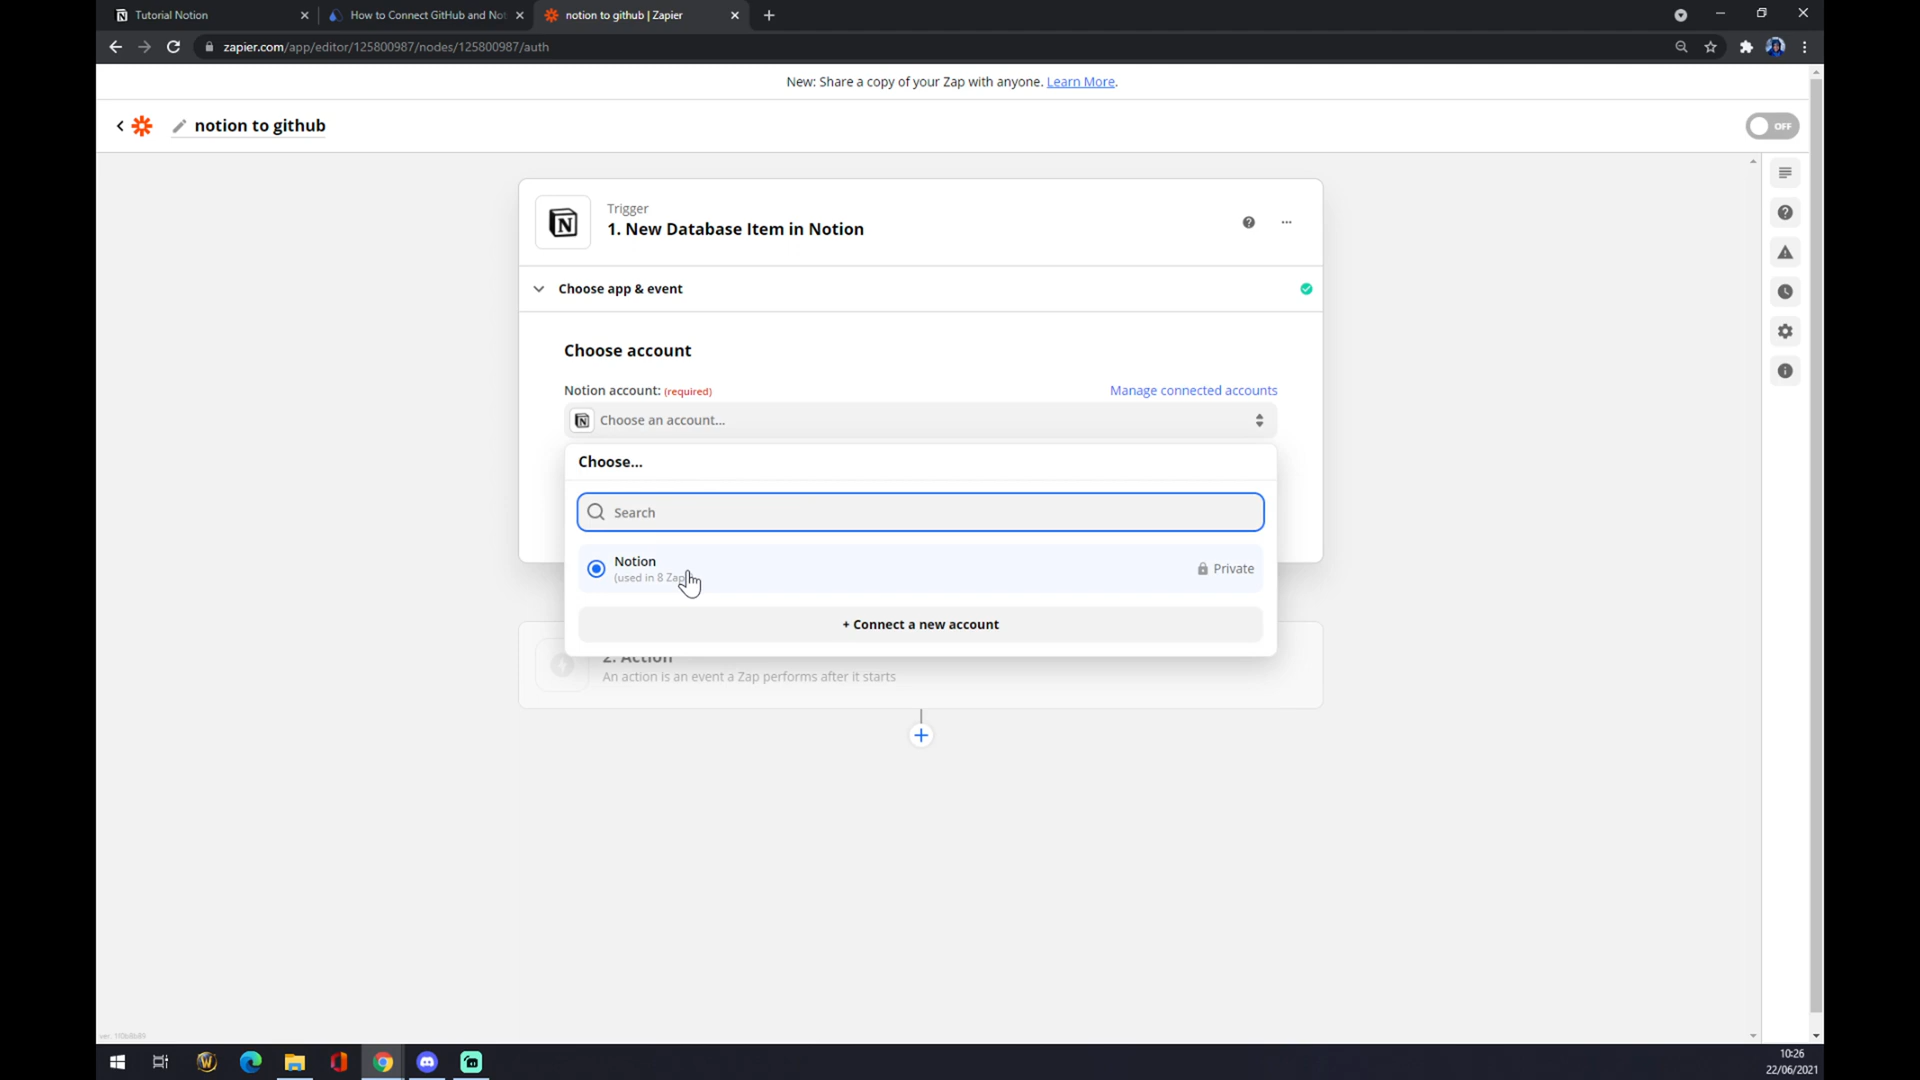 Tutorial Notion
How to Connect GitHub and Not
notion to github | Zapier
zapier.com/app/editor/125800987/nodes/125800987/auth
New: Share a copy of your Zap with anyone. Learn More.
notion to github
OFF
Trigger
1. New Database Item in Notion
Choose app & event
Choose account
Notion account: (required)
Manage connected accounts
Choose an account...
Choose...
Search
Notion
(used in 8 Zap
Private
+ Connect a new account
2. Action
An action is an event a Zap performs after it starts
10:26
22/06/2021